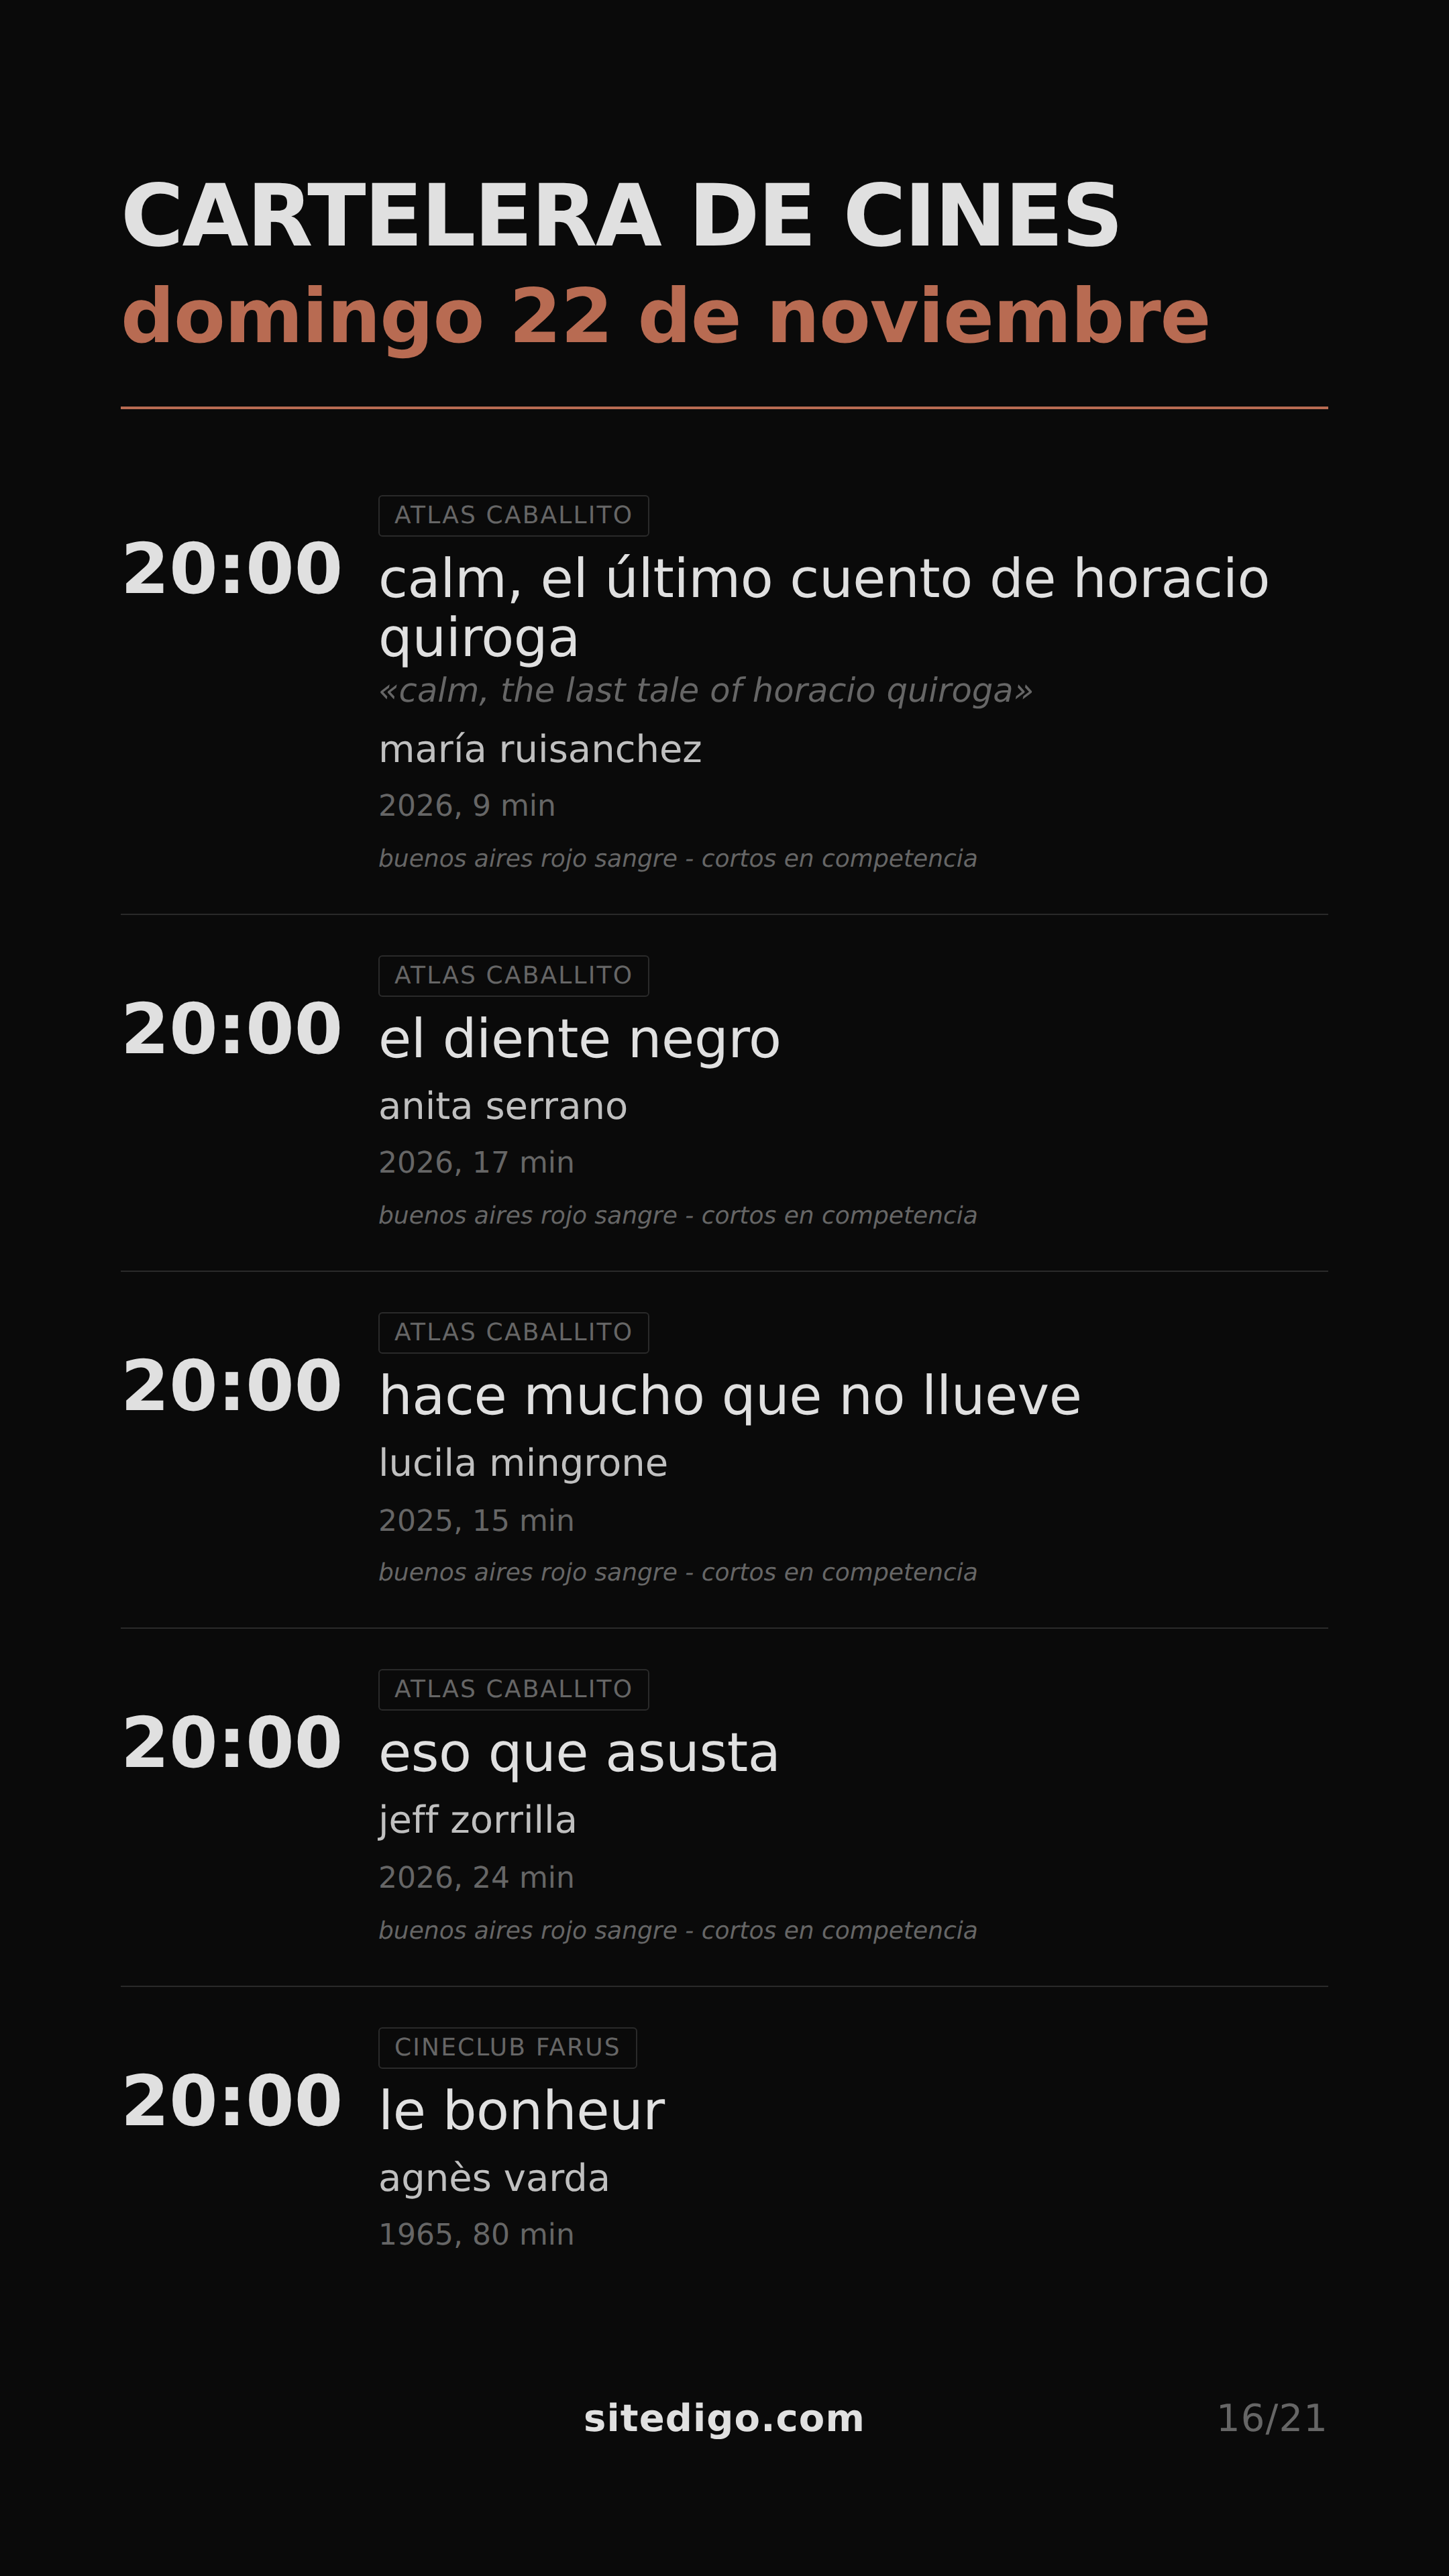 CARTELERA DE CINES
domingo 22 de noviembre
ATLAS CABALLITO
20:00
calm, el último cuento de horacio
quiroga
«calm, the last tale of horacio quiroga»
maría ruisanchez
2026, 9 min
buenos aires rojo sangre - cortos en competencia
ATLAS CABALLITO
20:00
el diente negro
anita serrano
2026, 17 min
buenos aires rojo sangre - cortos en competencia
ATLAS CABALLITO
20:00
hace mucho que no llueve
lucila mingrone
2025, 15 min
buenos aires rojo sangre - cortos en competencia
ATLAS CABALLITO
20:00
eso que asusta
jeff zorrilla
2026, 24 min
buenos aires rojo sangre - cortos en competencia
CINECLUB FARUS
20:00
le bonheur
agnès varda
1965, 80 min
sitedigo.com
16/21